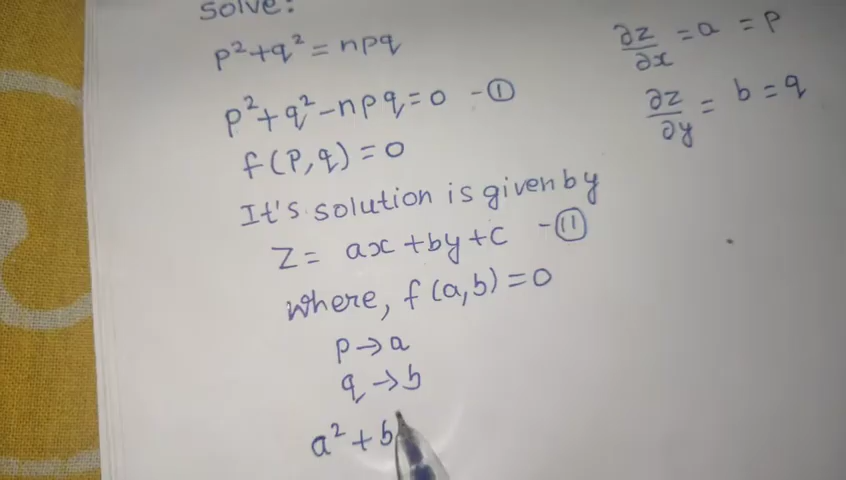 Solve:
p²+q² = npq
p²+q²-npq=0 -①
f(p,q)=0
It's solution is given by
Z= ax+by+c -⑪
where, f(a,b)=0
p→a
q→b
a²+b
∂z/∂x = a = p
∂z/∂y = b = q